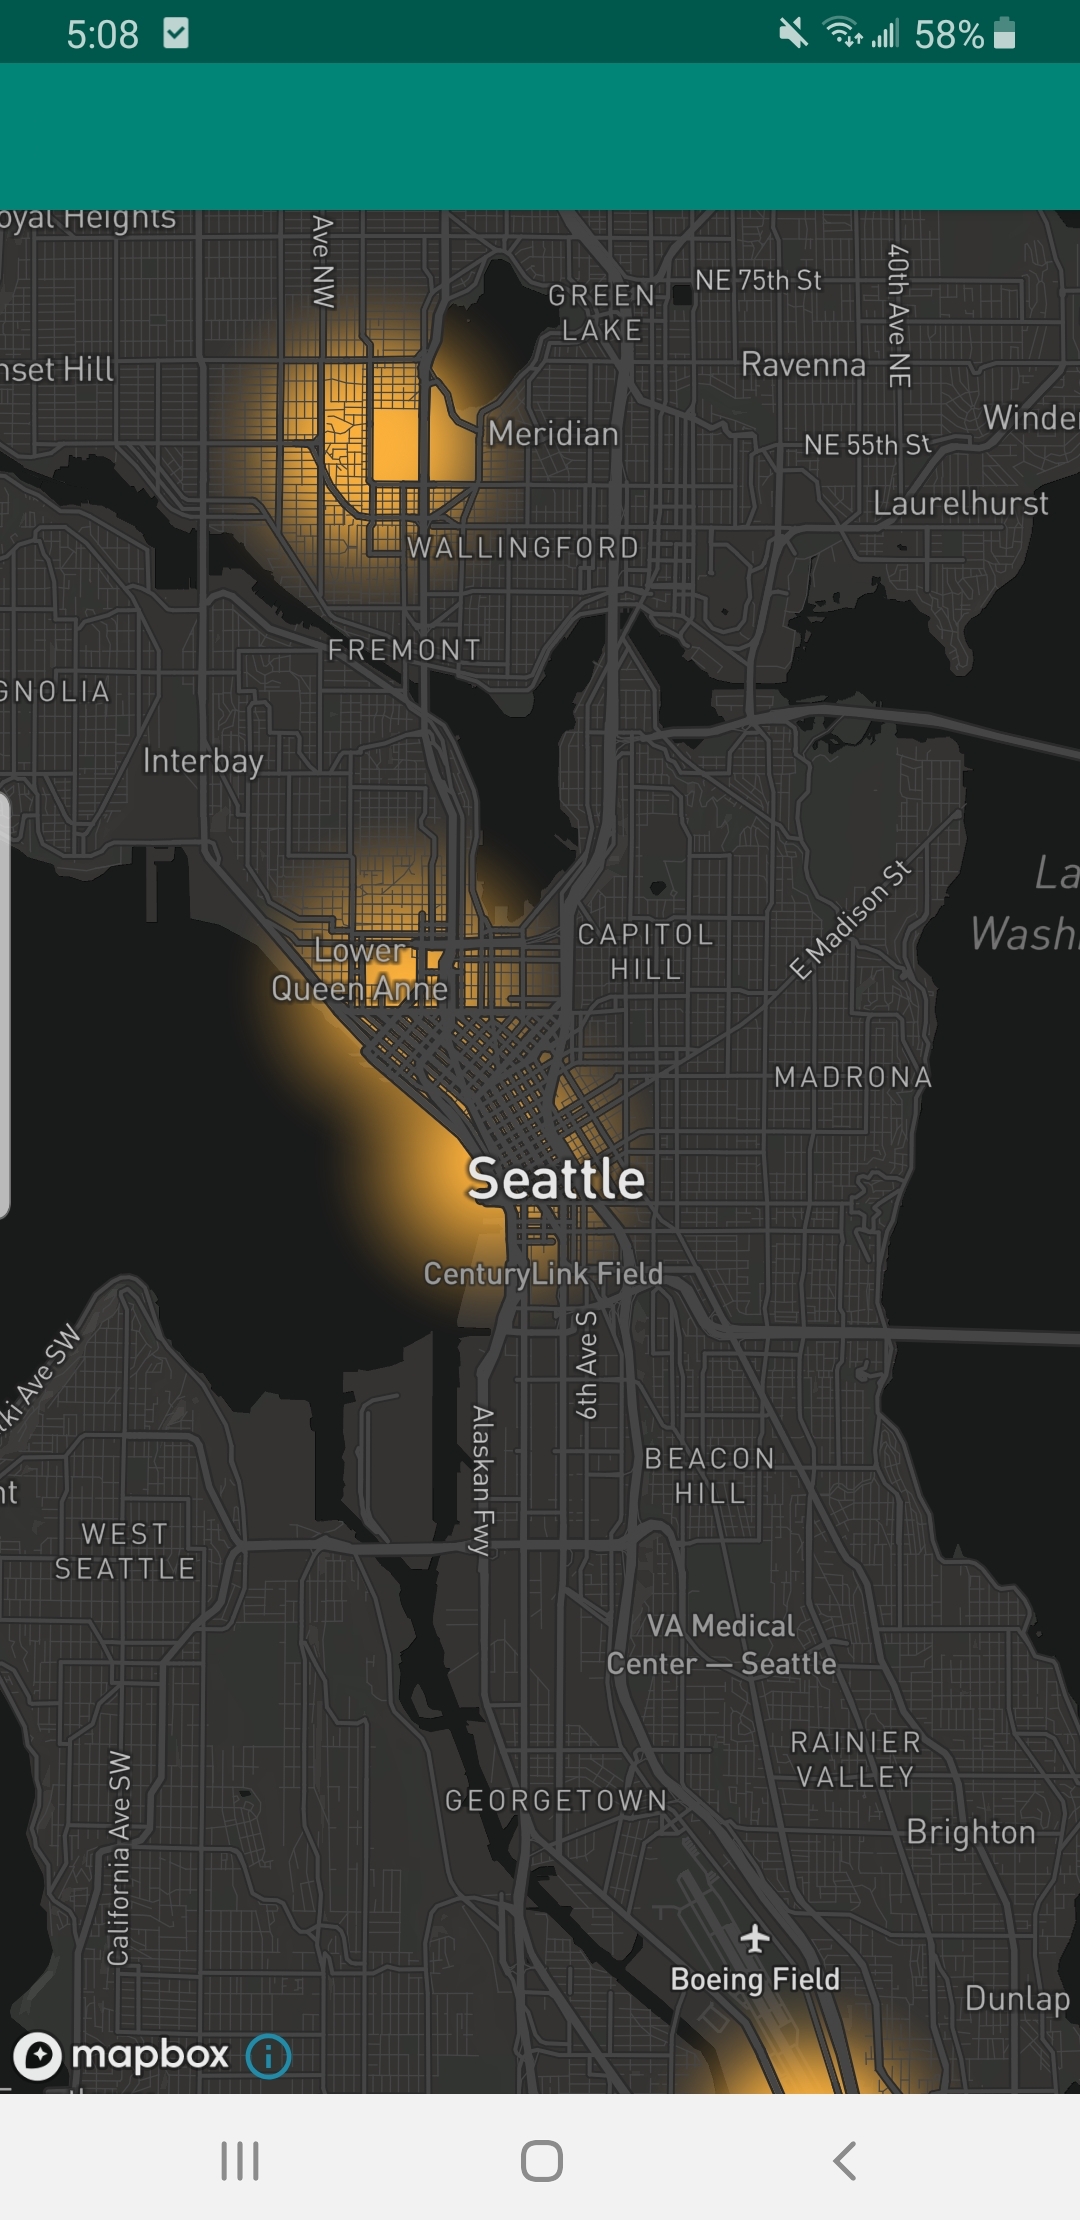 5:08
58%
oyal Heights
Ave NW
40th Ave NE
NE 75th St
GREEN
LAKE
nset Hill
Ravenna
Winder
Meridian
NE 55th St
Laurelhurst
WALLINGFORD
FREMONT
GNOLIA
Interbay
La
Wash
E Madison St
CAPITOL
HILL
Lower
Queen Anne
MADRONA
Seattle
CenturyLink Field
6th Ave S
ki Ave SW
Alaskan Fwy
BEACON
HILL
nt
WEST
SEATTLE
VA Medical
Center — Seattle
RAINIER
VALLEY
California Ave SW
GEORGETOWN
Brighton
Boeing Field
Dunlap
mapbox